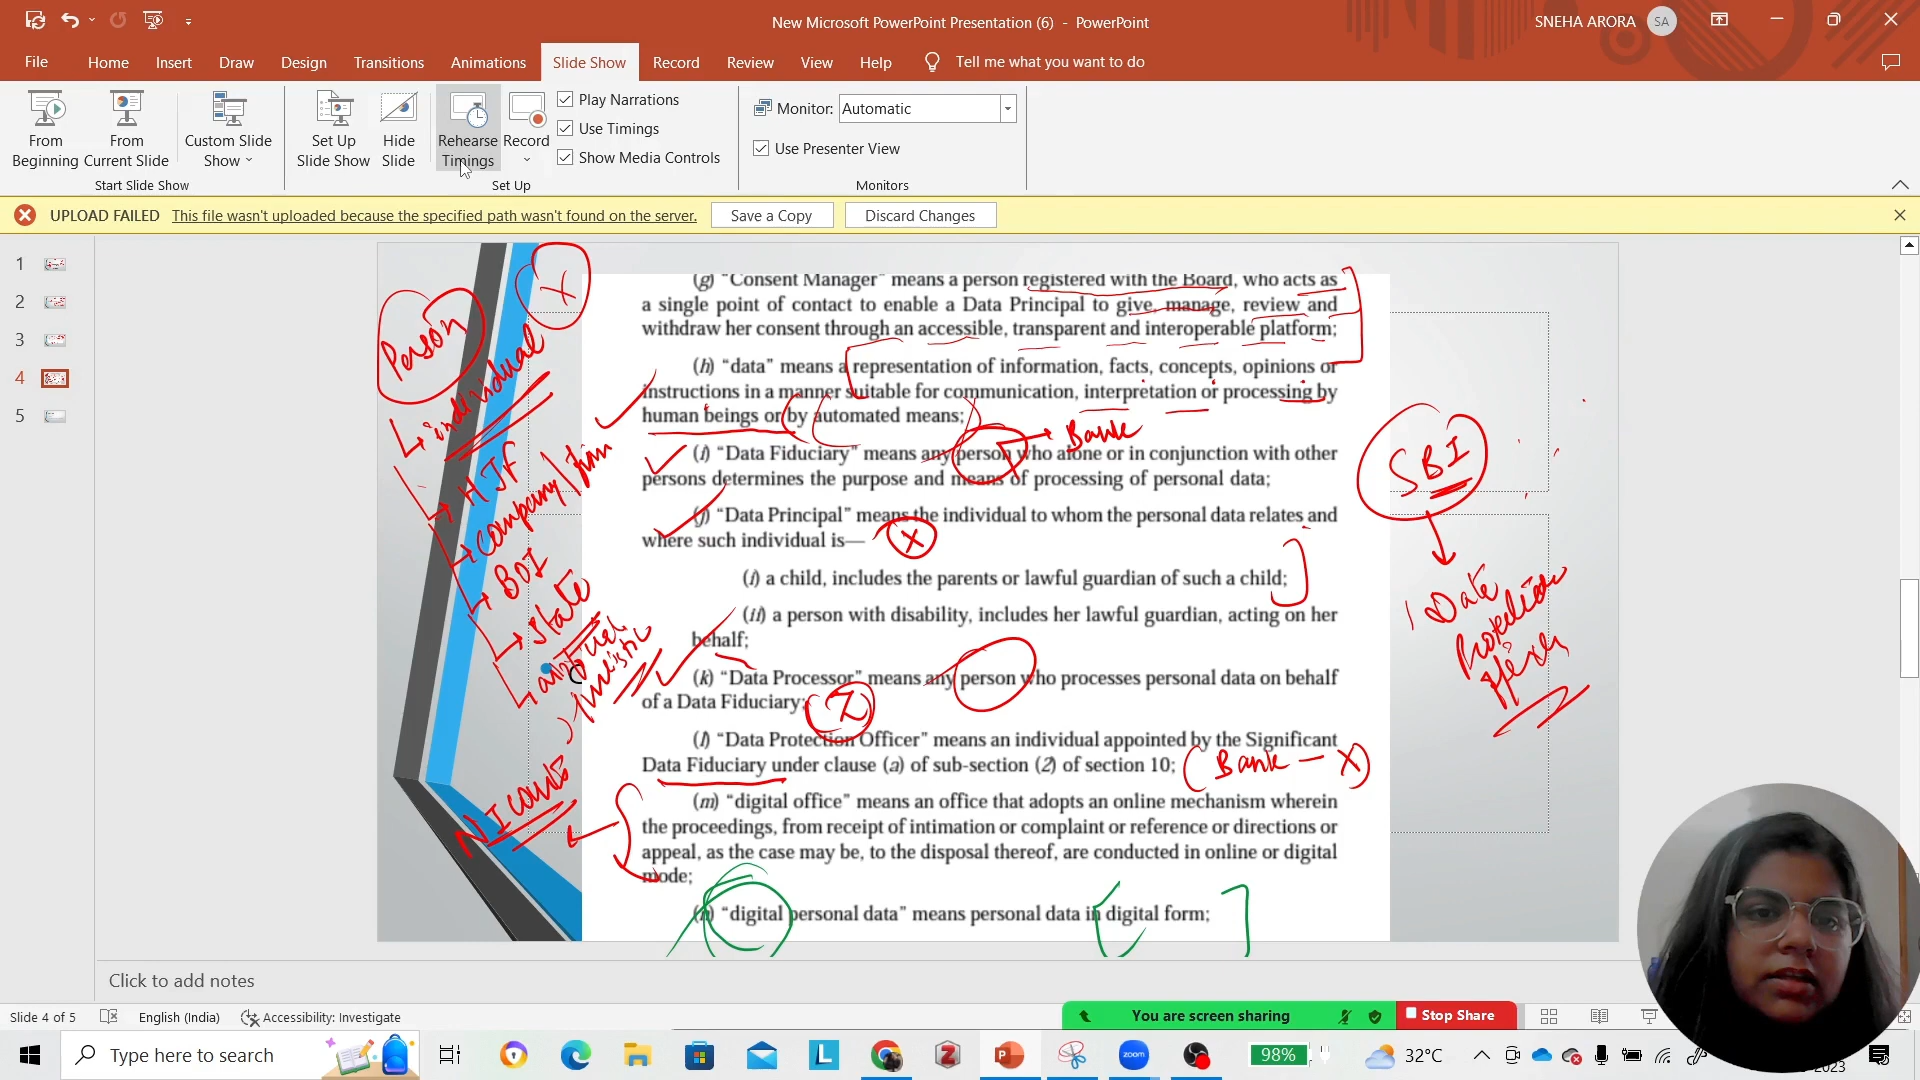 New Microsoft PowerPoint Presentation (6) - PowerPoint
SNEHA ARORA SA
File Home Insert Draw Design Transitions Animations Slide Show Record Review View Help Tell me what you want to do
From Beginning
From Current Slide
Custom Slide Show
Set Up Slide Show
Hide Slide
Rehearse Timings
Record
Play Narrations
Use Timings
Show Media Controls
Monitor: Automatic
Use Presenter View
Start Slide Show
Set Up
Monitors
UPLOAD FAILED This file wasn't uploaded because the specified path wasn't found on the server. Save a Copy Discard Changes
1
2
3
4
5
Person
X
individual
HJF
company/firm
BOI
State
artificial
juristic
NI courts
(g) “Consent Manager” means a person registered with the Board, who acts as
a single point of contact to enable a Data Principal to give, manage, review and
withdraw her consent through an accessible, transparent and interoperable platform;
(h) “data” means a representation of information, facts, concepts, opinions or
instructions in a manner suitable for communication, interpretation or processing by
human beings or by automated means;
Bank
(i) “Data Fiduciary” means any person who alone or in conjunction with other
persons determines the purpose and means of processing of personal data;
(j) “Data Principal” means the individual to whom the personal data relates and
where such individual is—
X
(i) a child, includes the parents or lawful guardian of such a child;
(ii) a person with disability, includes her lawful guardian, acting on her
behalf;
(k) “Data Processor” means any person who processes personal data on behalf
of a Data Fiduciary;
Z
(l) “Data Protection Officer” means an individual appointed by the Significant
Data Fiduciary under clause (a) of sub-section (2) of section 10;
(Bank - X)
(m) “digital office” means an office that adopts an online mechanism wherein
the proceedings, from receipt of intimation or complaint or reference or directions or
appeal, as the case may be, to the disposal thereof, are conducted in online or digital
mode;
(n) “digital personal data” means personal data in digital form;
SBI
Data
Protection
Click to add notes
Slide 4 of 5 English (India) Accessibility: Investigate
You are screen sharing Stop Share
Type here to search
98%
32°C
2023